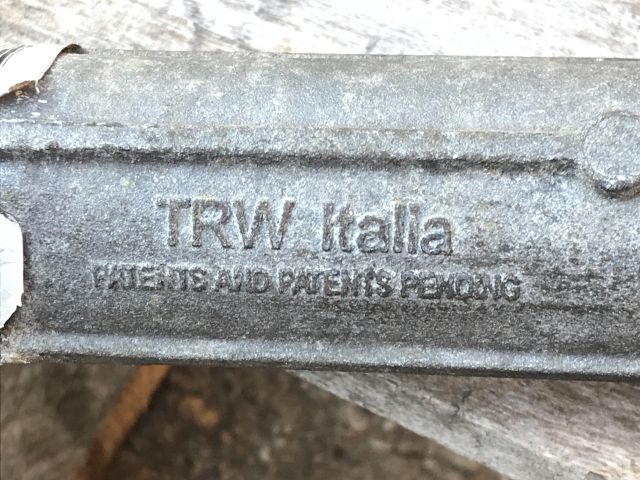 TRW Italia
PATENTS AND PATENTS PENDING